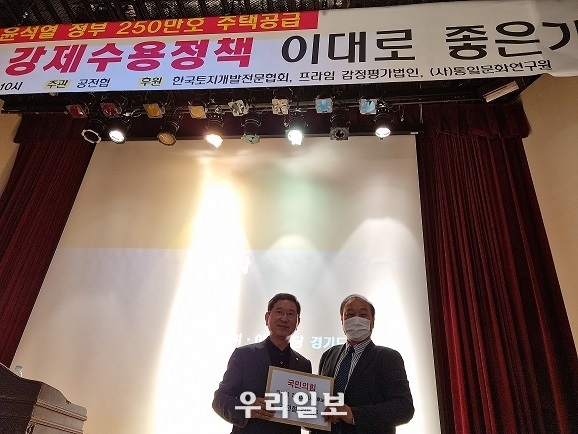 윤석열 정부 250만호 주택공급
강제수용정책 이대로 좋은가
10시 주관 공전협 후원 한국토지개발전문협회, 프라임 감정평가법인, (사)통일문화연구원
경기도
국민의힘
우리일보